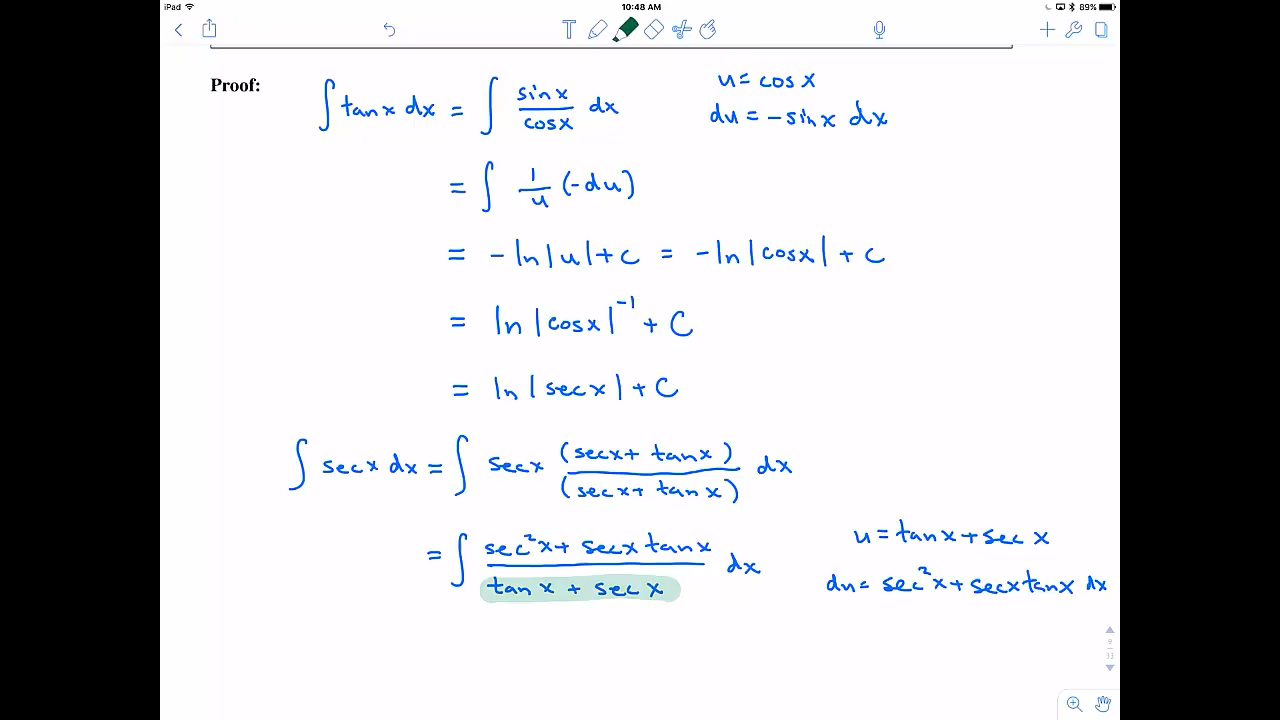 iPad 10:48 AM 89%
T
Proof: ∫ tan x dx = ∫ sin x / cos x dx u = cos x
du = -sin x dx
= ∫ 1/u (-du)
= -ln|u| + C = -ln|cos x| + C
= ln|cos x|⁻¹ + C
= ln|sec x| + C
∫ sec x dx = ∫ sec x (sec x + tan x) / (sec x + tan x) dx
= ∫ sec²x + sec x tan x / tan x + sec x dx u = tan x + sec x
du = sec²x + sec x tan x dx
9
33